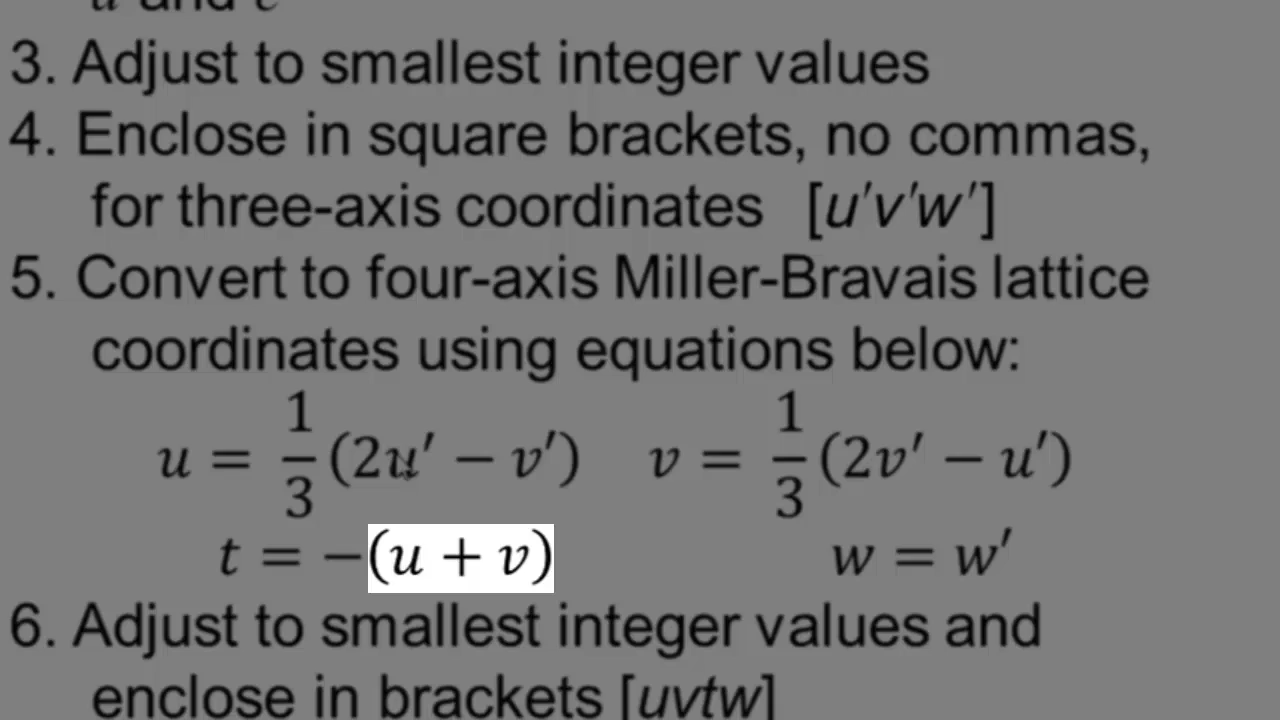 3. Adjust to smallest integer values
4. Enclose in square brackets, no commas,
for three-axis coordinates [u′v′w′]
5. Convert to four-axis Miller-Bravais lattice
coordinates using equations below:
u = 1/3 (2u′ − v′) v = 1/3 (2v′ − u′)
t = −(u + v) w = w′
6. Adjust to smallest integer values and
enclose in brackets [uvtw]